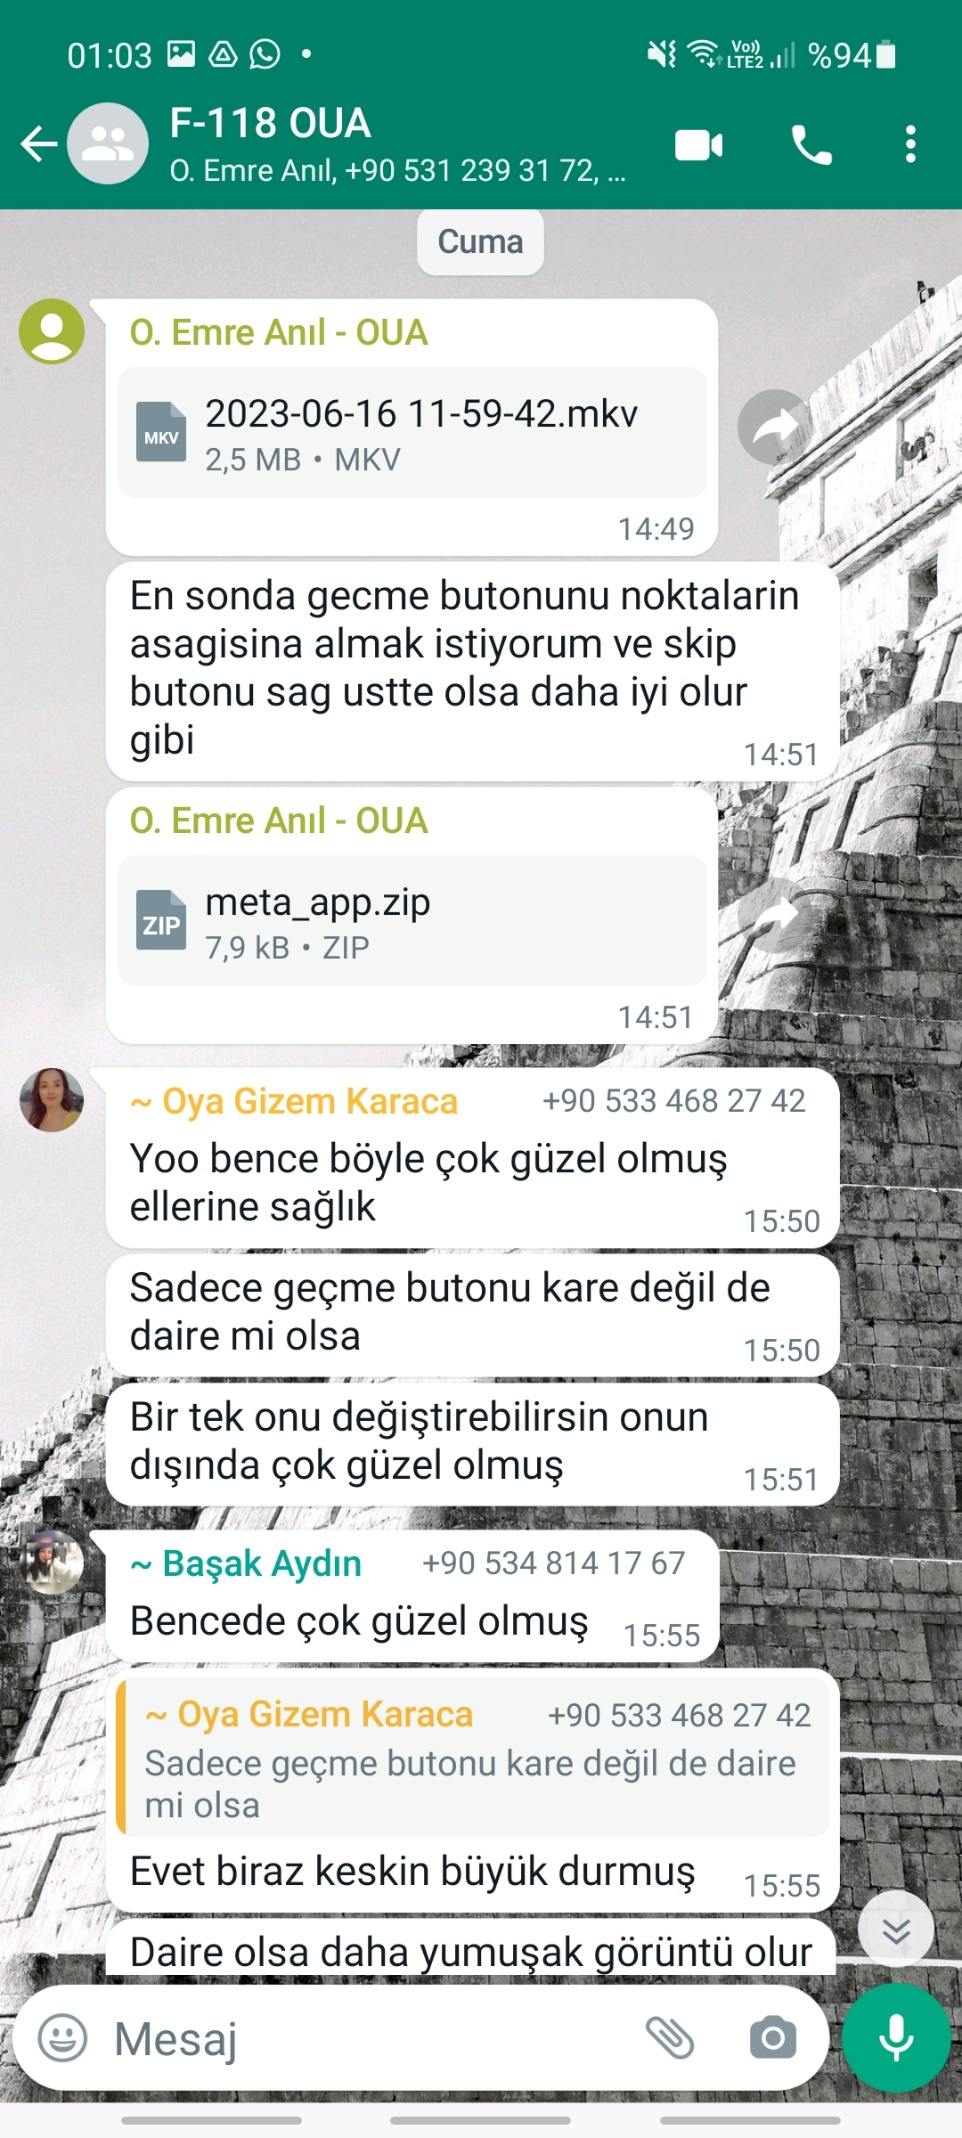 01:03
Vo)) LTE2 %94
F-118 OUA
O. Emre Anıl, +90 531 239 31 72, ...
Cuma
O. Emre Anıl - OUA
MKV
2023-06-16 11-59-42.mkv
2,5 MB • MKV
14:49
En sonda gecme butonunu noktalarin
asagisina almak istiyorum ve skip
butonu sag ustte olsa daha iyi olur
gibi
14:51
O. Emre Anıl - OUA
ZIP
meta_app.zip
7,9 kB • ZIP
14:51
~ Oya Gizem Karaca +90 533 468 27 42
Yoo bence böyle çok güzel olmuş
ellerine sağlık
15:50
Sadece geçme butonu kare değil de
daire mi olsa
15:50
Bir tek onu değiştirebilirsin onun
dışında çok güzel olmuş
15:51
~ Başak Aydın +90 534 814 17 67
Bencede çok güzel olmuş 15:55
~ Oya Gizem Karaca +90 533 468 27 42
Sadece geçme butonu kare değil de daire
mi olsa
Evet biraz keskin büyük durmuş 15:55
Daire olsa daha yumuşak görüntü olur
Mesaj